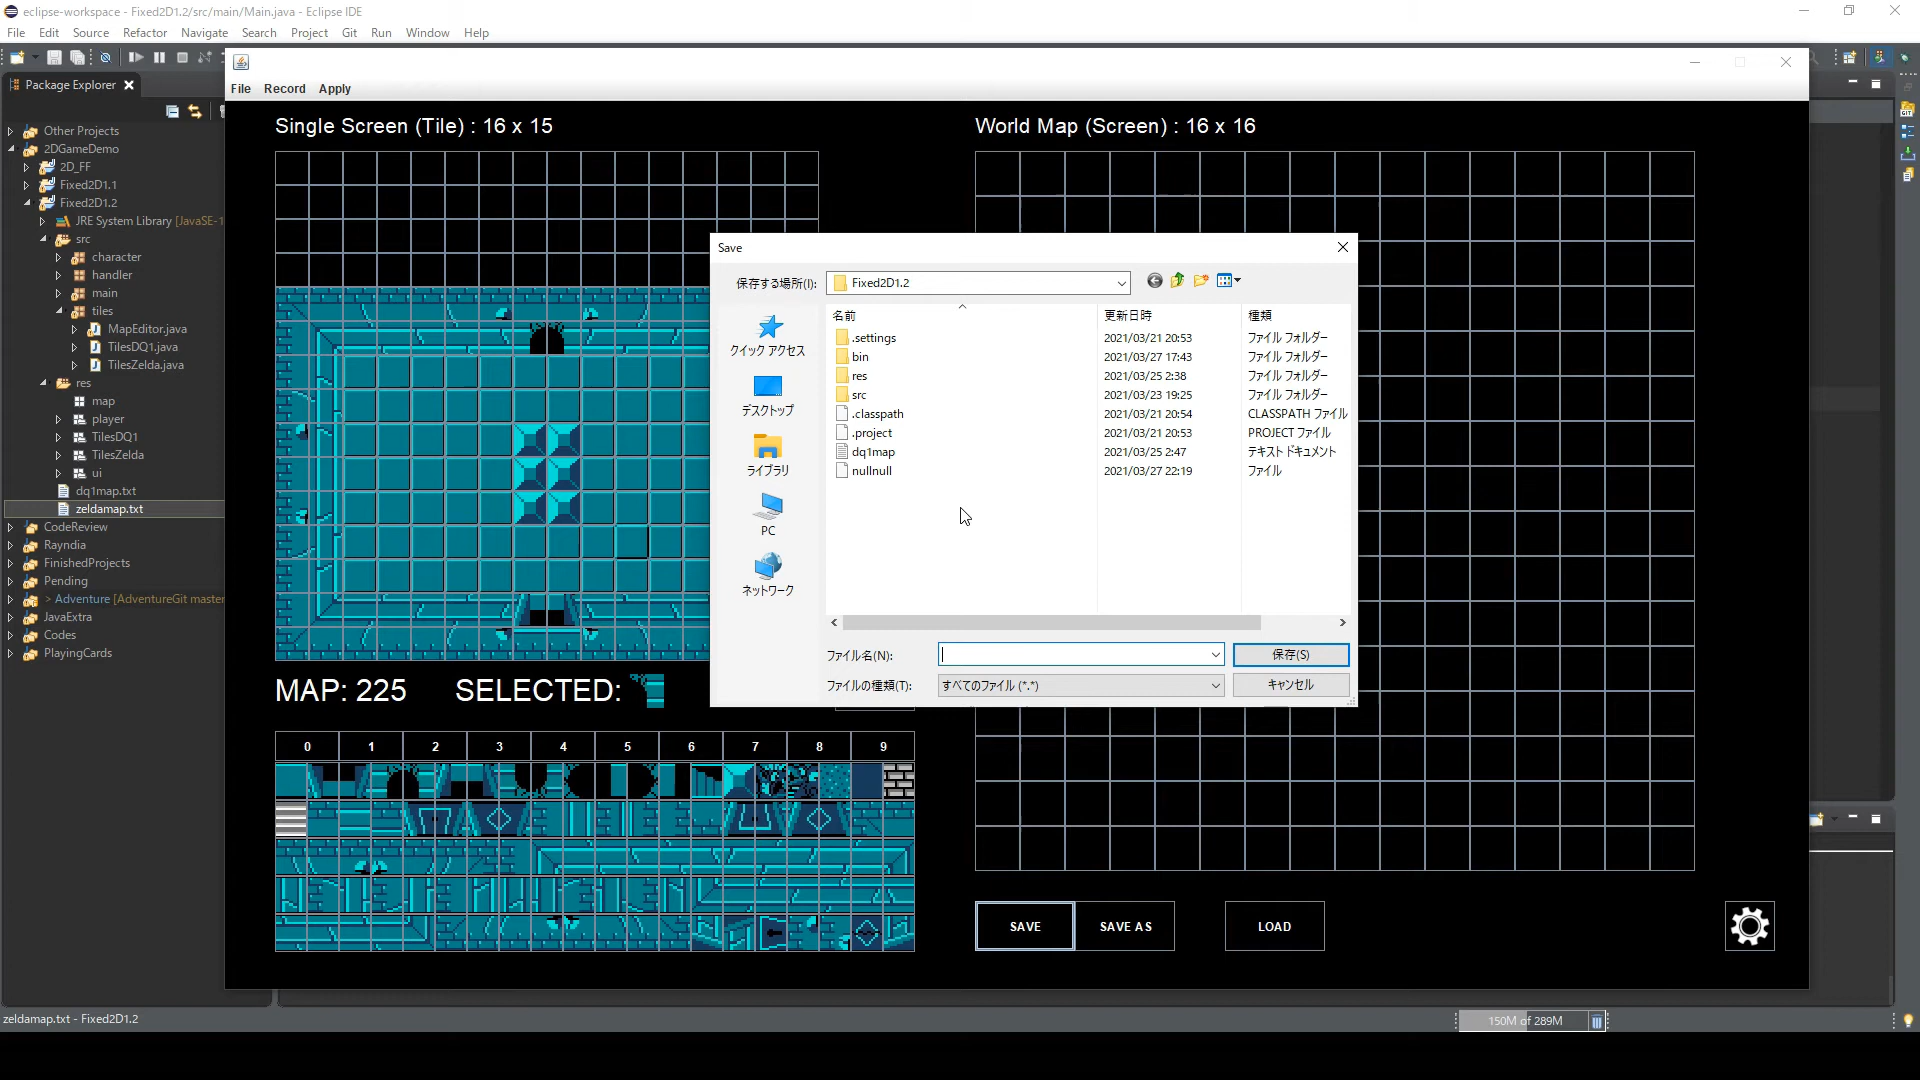 eclipse-workspace - Fixed2D1.2/src/main/Main.java - Eclipse IDE
File Edit Source Refactor Navigate Search Project Git Run Window Help
Package Explorer
File Record Apply
Other Projects
2DGameDemo
2D_FF
Fixed2D1.1
Fixed2D1.2
JRE System Library [JavaSE-1
src
character
handler
main
tiles
MapEditor.java
TilesDQ1.java
TilesZelda.java
res
map
player
TilesDQ1
TilesZelda
ui
dq1map.txt
zeldamap.txt
CodeReview
Rayndia
FinishedProjects
Pending
> Adventure [AdventureGit master
JavaExtra
Codes
PlayingCards
Single Screen (Tile) : 16 x 15
World Map (Screen) : 16 x 16
Save
保存する場所(I): Fixed2D1.2
クイック アクセス
デスクトップ
ライブラリ
PC
ネットワーク
名前 更新日時 種類
.settings 2021/03/21 20:53 ファイル フォルダー
bin 2021/03/27 17:43 ファイル フォルダー
res 2021/03/25 2:38 ファイル フォルダー
src 2021/03/23 19:25 ファイル フォルダー
.classpath 2021/03/21 20:54 CLASSPATH ファイル
.project 2021/03/21 20:53 PROJECT ファイル
dq1map 2021/03/25 2:47 テキスト ドキュメント
nullnull 2021/03/27 22:19 ファイル
ファイル名(N): 保存(S)
ファイルの種類(T): すべてのファイル (*.*) キャンセル
MAP: 225 SELECTED:
0 1 2 3 4 5 6 7 8 9
SAVE SAVE AS LOAD
zeldamap.txt - Fixed2D1.2
150M of 289M